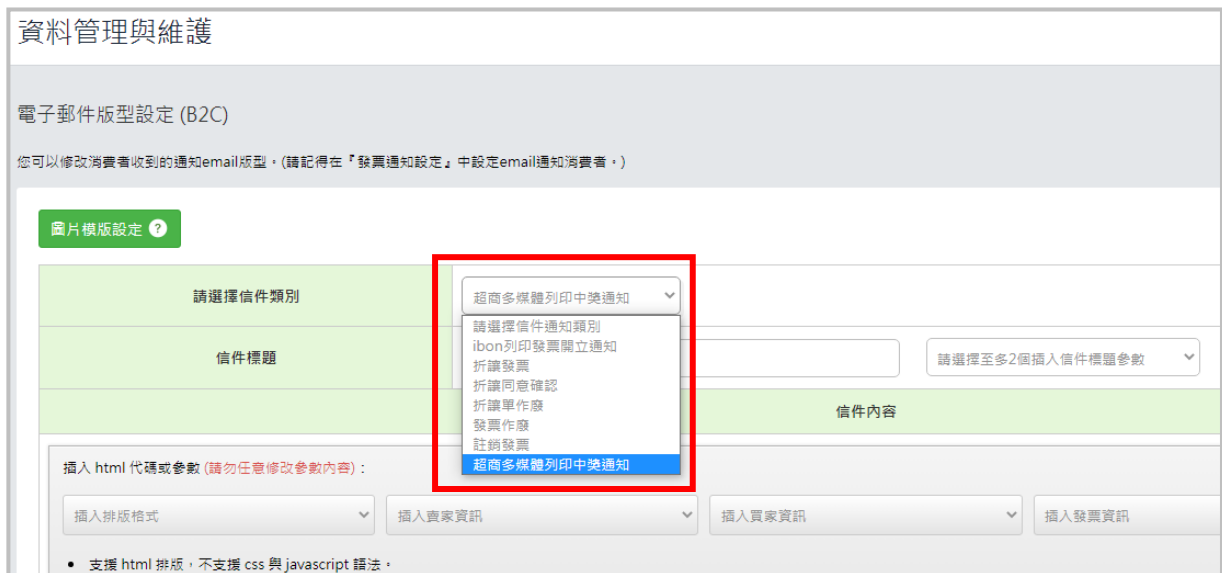 資料管理與維護
電子郵件版型設定 (B2C)
您可以修改消費者收到的通知email版型。(請記得在『發票通知設定』中設定email通知消費者。)
圖片模版設定 ?
請選擇信件類別
超商多媒體列印中獎通知
請選擇信件通知類別
ibon列印發票開立通知
折讓發票
折讓同意確認
折讓單作廢
發票作廢
註銷發票
超商多媒體列印中獎通知
信件標題
請選擇至多2個插入信件標題參數
信件內容
插入 html 代碼或參數 (請勿任意修改參數內容)：
插入排版格式
插入賣家資訊
插入買家資訊
插入發票資訊
• 支援 html 排版，不支援 css 與 javascript 語法。